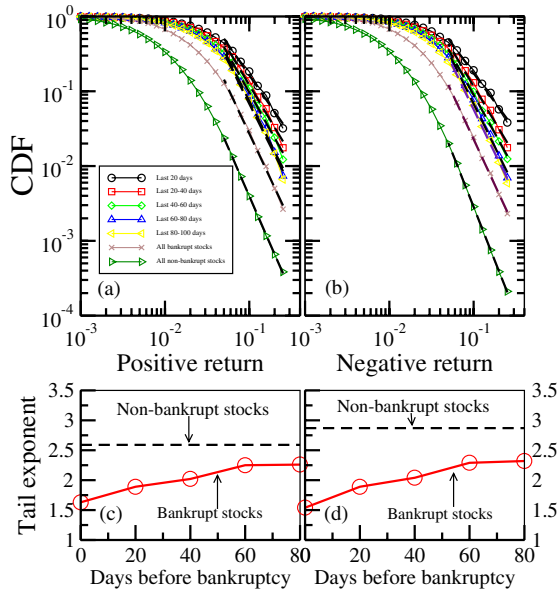 10^0
10^-1
10^-2
10^-3
10^-4
CDF
Last 20 days
Last 20-40 days
Last 40-60 days
Last 60-80 days
Last 80-100 days
All bankrupt stocks
All non-bankrupt stocks
(a)
(b)
10^-3 10^-2 10^-1
10^-3 10^-2 10^-1
Positive return
Negative return
3.5
3
2.5
2
1.5
1
Tail exponent
Non-bankrupt stocks
Bankrupt stocks
(c)
Non-bankrupt stocks
Bankrupt stocks
(d)
3.5
3
2.5
2
1.5
1
0 20 40 60 80
0 20 40 60 80
Days before bankruptcy
Days before bankruptcy